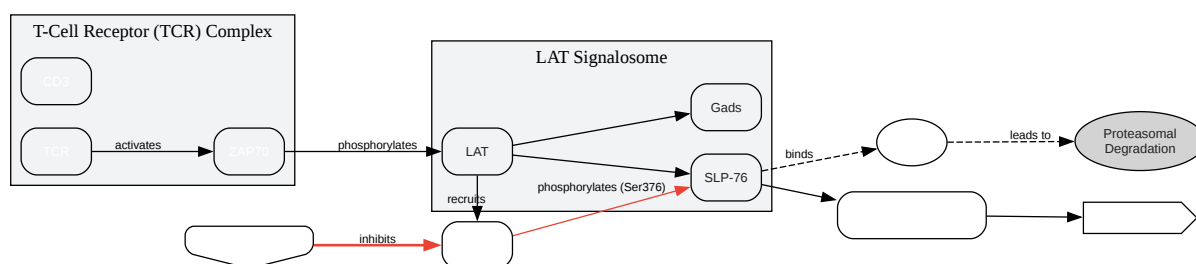 T-Cell Receptor (TCR) Complex
CD3
TCR
activates
ZAP70
phosphorylates
LAT Signalosome
LAT
Gads
SLP-76
recruits
phosphorylates (Ser376)
inhibits
binds
leads to
Proteasomal
Degradation